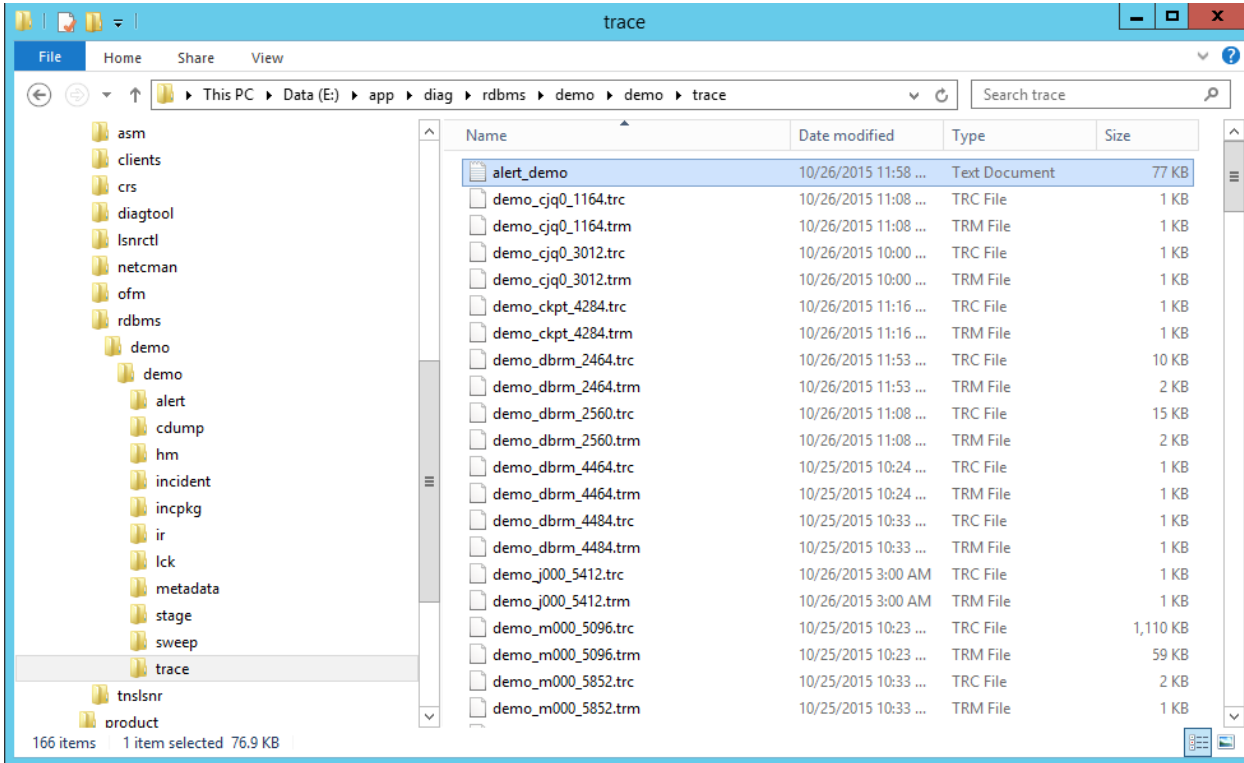 trace
File Home Share View
This PC Data (E:) app diag rdbms demo demo trace Search trace
asm
clients
crs
diagtool
lsnrctl
netcman
ofm
rdbms
demo
demo
alert
cdump
hm
incident
incpkg
ir
lck
metadata
stage
sweep
trace
tnslsnr
product
Name Date modified Type Size
alert_demo 10/26/2015 11:58 ... Text Document 77 KB
demo_cjq0_1164.trc 10/26/2015 11:08 ... TRC File 1 KB
demo_cjq0_1164.trm 10/26/2015 11:08 ... TRM File 1 KB
demo_cjq0_3012.trc 10/26/2015 10:00 ... TRC File 1 KB
demo_cjq0_3012.trm 10/26/2015 10:00 ... TRM File 1 KB
demo_ckpt_4284.trc 10/26/2015 11:16 ... TRC File 1 KB
demo_ckpt_4284.trm 10/26/2015 11:16 ... TRM File 1 KB
demo_dbrm_2464.trc 10/26/2015 11:53 ... TRC File 10 KB
demo_dbrm_2464.trm 10/26/2015 11:53 ... TRM File 2 KB
demo_dbrm_2560.trc 10/26/2015 11:08 ... TRC File 15 KB
demo_dbrm_2560.trm 10/26/2015 11:08 ... TRM File 2 KB
demo_dbrm_4464.trc 10/25/2015 10:24 ... TRC File 1 KB
demo_dbrm_4464.trm 10/25/2015 10:24 ... TRM File 1 KB
demo_dbrm_4484.trc 10/25/2015 10:33 ... TRC File 1 KB
demo_dbrm_4484.trm 10/25/2015 10:33 ... TRM File 1 KB
demo_j000_5412.trc 10/26/2015 3:00 AM TRC File 1 KB
demo_j000_5412.trm 10/26/2015 3:00 AM TRM File 1 KB
demo_m000_5096.trc 10/25/2015 10:23 ... TRC File 1,110 KB
demo_m000_5096.trm 10/25/2015 10:23 ... TRM File 59 KB
demo_m000_5852.trc 10/25/2015 10:33 ... TRC File 2 KB
demo_m000_5852.trm 10/25/2015 10:33 ... TRM File 1 KB
166 items 1 item selected 76.9 KB